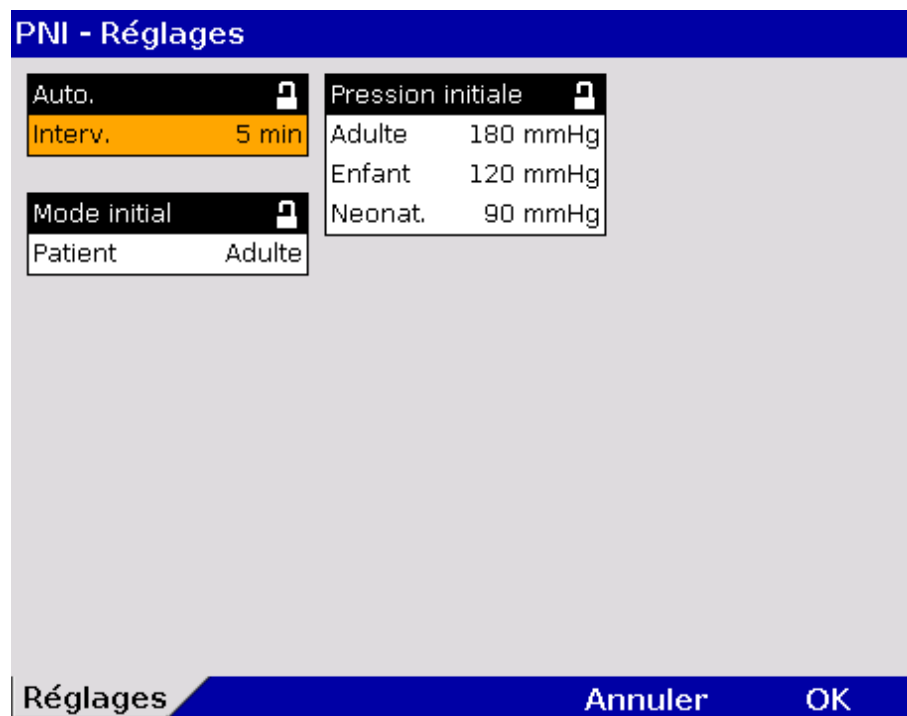 PNI - Réglages
Auto.
Interv. 5 min
Mode initial
Patient Adulte
Pression initiale
Adulte 180 mmHg
Enfant 120 mmHg
Neonat. 90 mmHg
Réglages Annuler OK